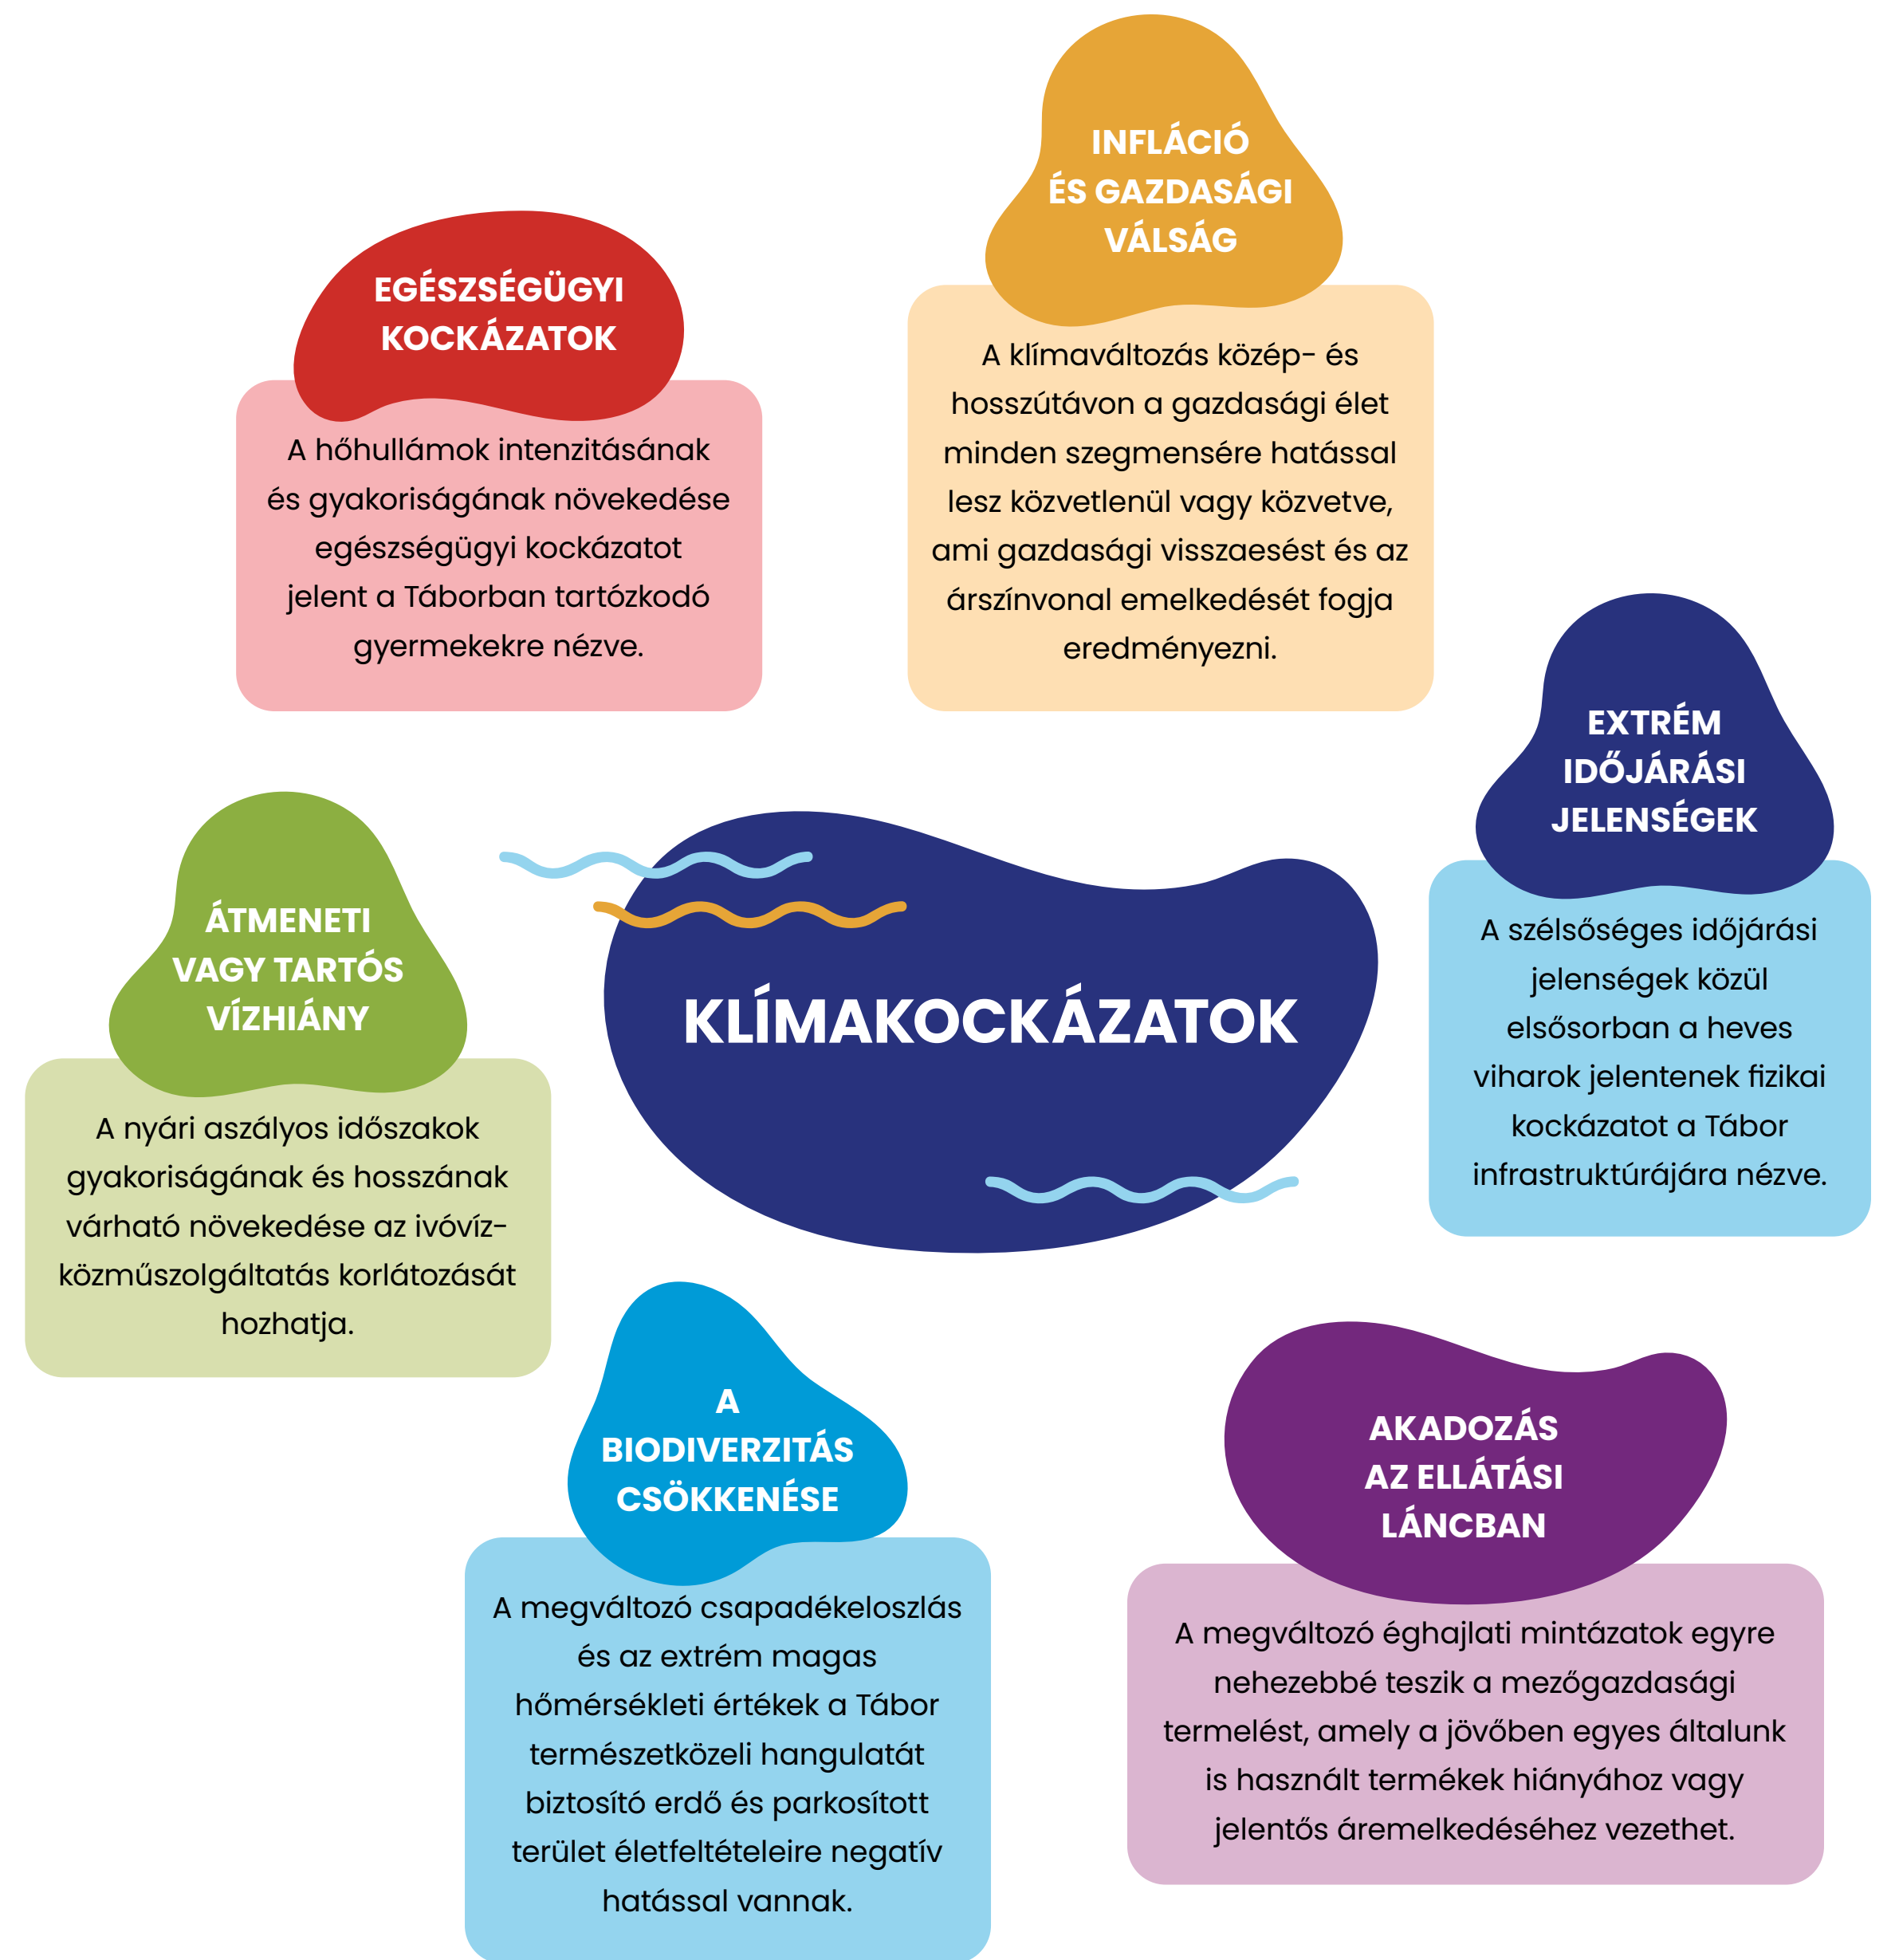 INFLÁCIÓ
ÉS GAZDASÁGI
VÁLSÁG
A klímaváltozás közép- és
hosszútávon a gazdasági élet
minden szegmensére hatással
lesz közvetlenül vagy közvetve,
ami gazdasági visszaesést és az
árszínvonal emelkedését fogja
eredményezni.
EGÉSZSÉGÜGYI
KOCKÁZATOK
A hőhullámok intenzitásának
és gyakoriságának növekedése
egészségügyi kockázatot
jelent a Táborban tartózkodó
gyermekekre nézve.
EXTRÉM
IDŐJÁRÁSI
JELENSÉGEK
A szélsőséges időjárási
jelenségek közül
elsősorban a heves
viharok jelentenek fizikai
kockázatot a Tábor
infrastruktúrájára nézve.
ÁTMENETI
VAGY TARTÓS
VÍZHIÁNY
A nyári aszályos időszakok
gyakoriságának és hosszának
várható növekedése az ivóvíz-
közműszolgáltatás korlátozását
hozhatja.
KLÍMAKOCKÁZATOK
A
BIODIVERZITÁS
CSÖKKENÉSE
A megváltozó csapadékeloszlás
és az extrém magas
hőmérsékleti értékek a Tábor
természetközeli hangulatát
biztosító erdő és parkosított
terület életfeltételeire negatív
hatással vannak.
AKADOZÁS
AZ ELLÁTÁSI
LÁNCBAN
A megváltozó éghajlati mintázatok egyre
nehezebbé teszik a mezőgazdasági
termelést, amely a jövőben egyes általunk
is használt termékek hiányához vagy
jelentős áremelkedéséhez vezethet.